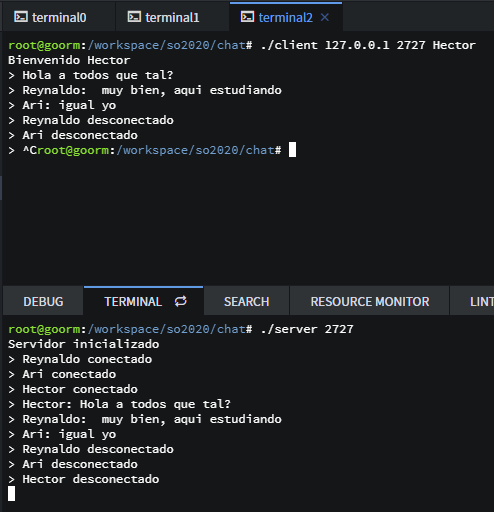 terminal0 terminal1 terminal2 ×
root@goorm:/workspace/so2020/chat# ./client 127.0.0.1 2727 Hector
Bienvenido Hector
> Hola a todos que tal?
> Reynaldo:  muy bien, aqui estudiando
> Ari: igual yo
> Reynaldo desconectado
> Ari desconectado
> ^Croot@goorm:/workspace/so2020/chat#
DEBUG TERMINAL SEARCH RESOURCE MONITOR LINT
root@goorm:/workspace/so2020/chat# ./server 2727
Servidor inicializado
> Reynaldo conectado
> Ari conectado
> Hector conectado
> Hector: Hola a todos que tal?
> Reynaldo:  muy bien, aqui estudiando
> Ari: igual yo
> Reynaldo desconectado
> Ari desconectado
> Hector desconectado